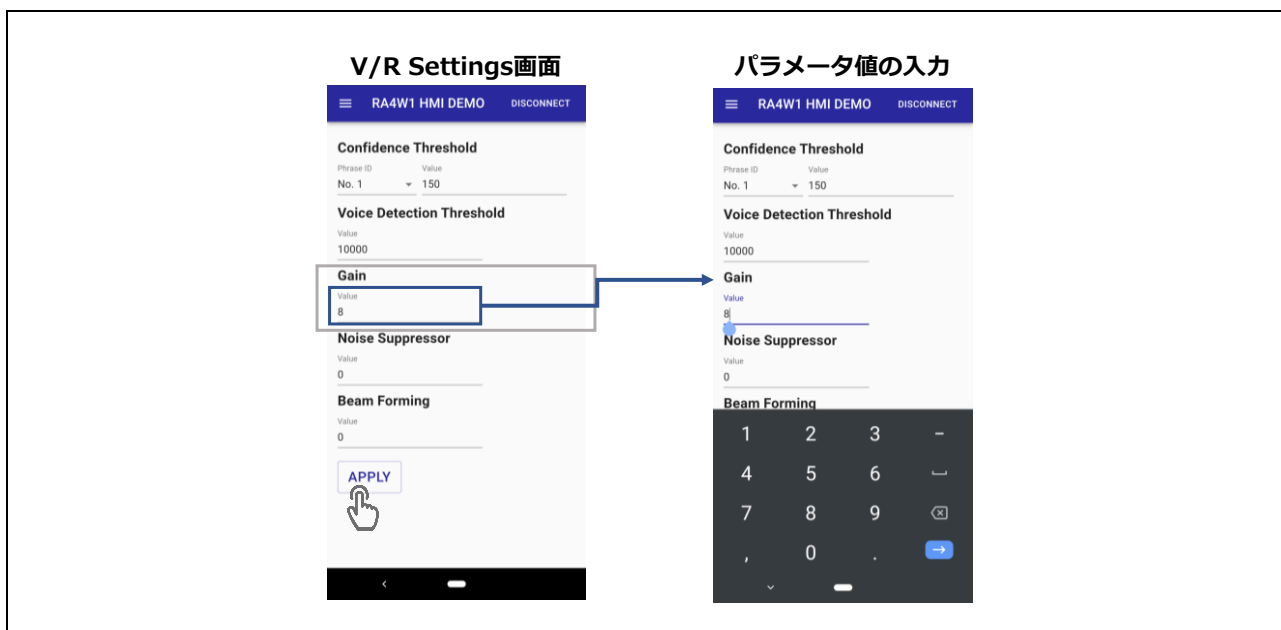 V/R Settings画面
RA4W1 HMI DEMO DISCONNECT
Confidence Threshold
Phrase ID Value
No. 1 150
Voice Detection Threshold
Value
10000
Gain
Value
8
Noise Suppressor
Value
0
Beam Forming
Value
0
APPLY
パラメータ値の入力
RA4W1 HMI DEMO DISCONNECT
Confidence Threshold
Phrase ID Value
No. 1 150
Voice Detection Threshold
Value
10000
Gain
Value
8
Noise Suppressor
Value
0
Beam Forming
1 2 3 -
4 5 6
7 8 9
, 0 .